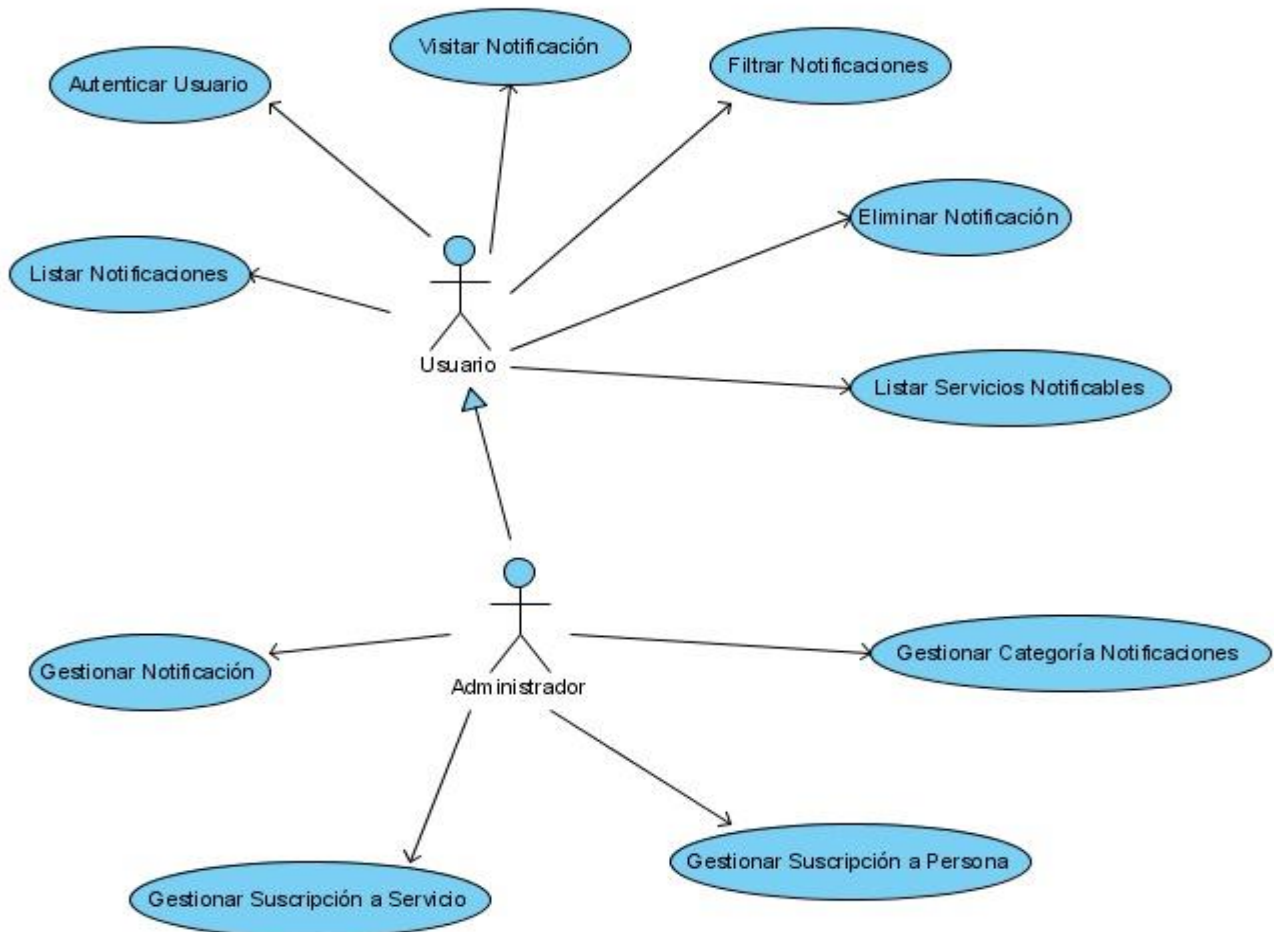 Visitar Notificación
Filtrar Notificaciones
Autenticar Usuario
Eliminar Notificación
Listar Notificaciones
Usuario
Listar Servicios Notificables
Gestionar Categoría Notificaciones
Gestionar Notificación
Administrador
Gestionar Suscripción a Persona
Gestionar Suscripción a Servicio